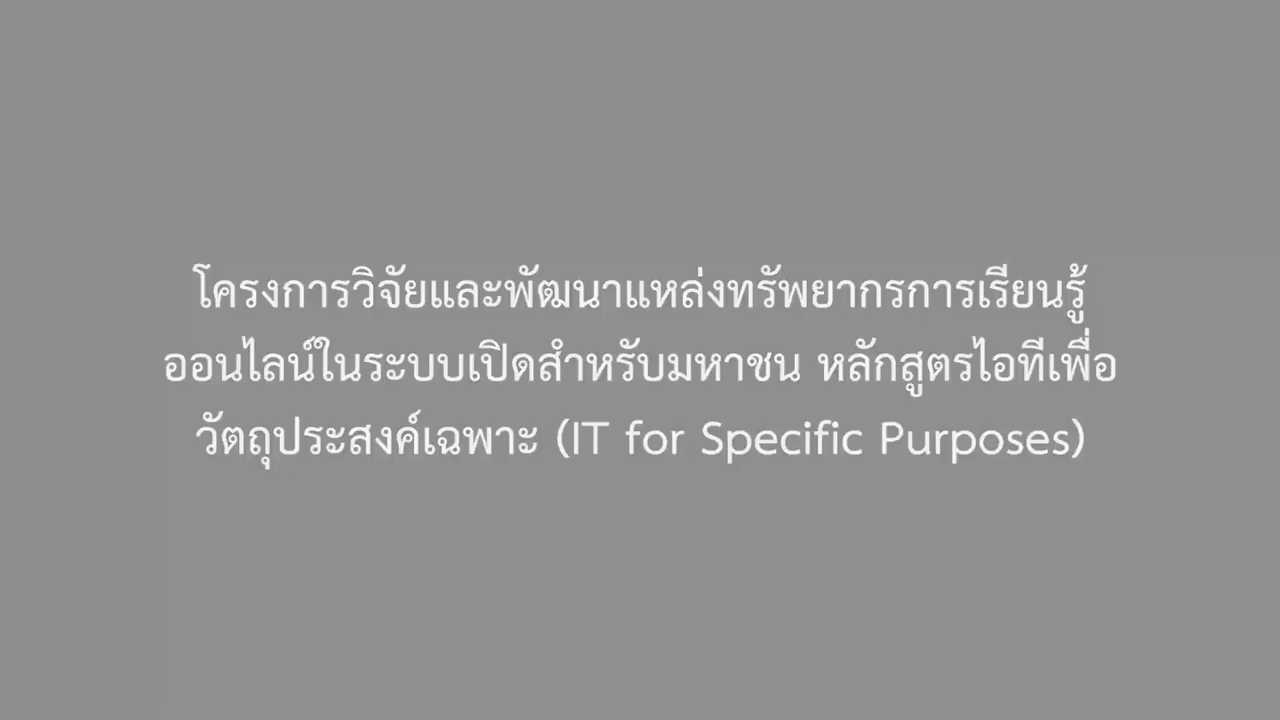 โครงการวิจัยและพัฒนาแหล่งทรัพยากรการเรียนรู้
ออนไลน์ในระบบเปิดสำหรับมหาชน หลักสูตรไอทีเพื่อ
วัตถุประสงค์เฉพาะ (IT for Specific Purposes)